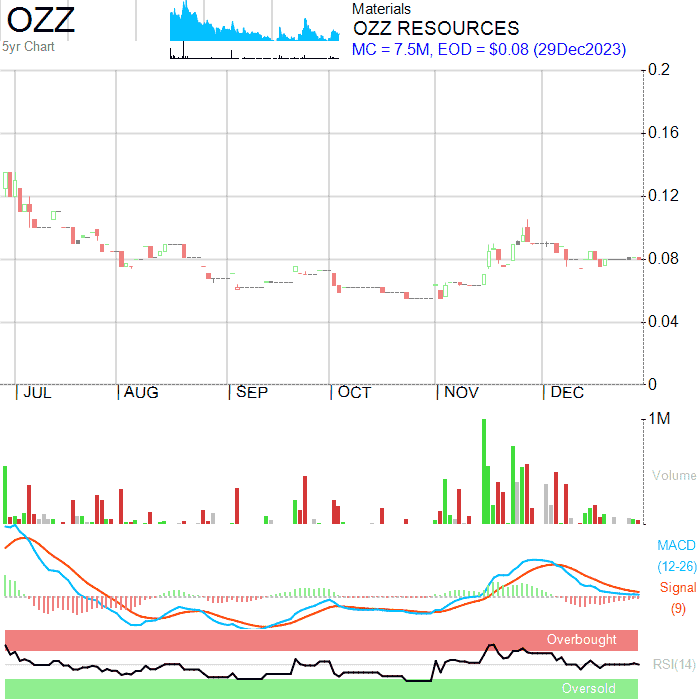 OZZ
5yr Chart
Materials
OZZ RESOURCES
MC = 7.5M, EOD = $0.08 (29Dec2023)
0.2
0.16
0.12
0.08
0.04
0
JUL AUG SEP OCT NOV DEC
1M
Volume
MACD
(12-26)
Signal
(9)
Overbought
RSI(14)
Oversold